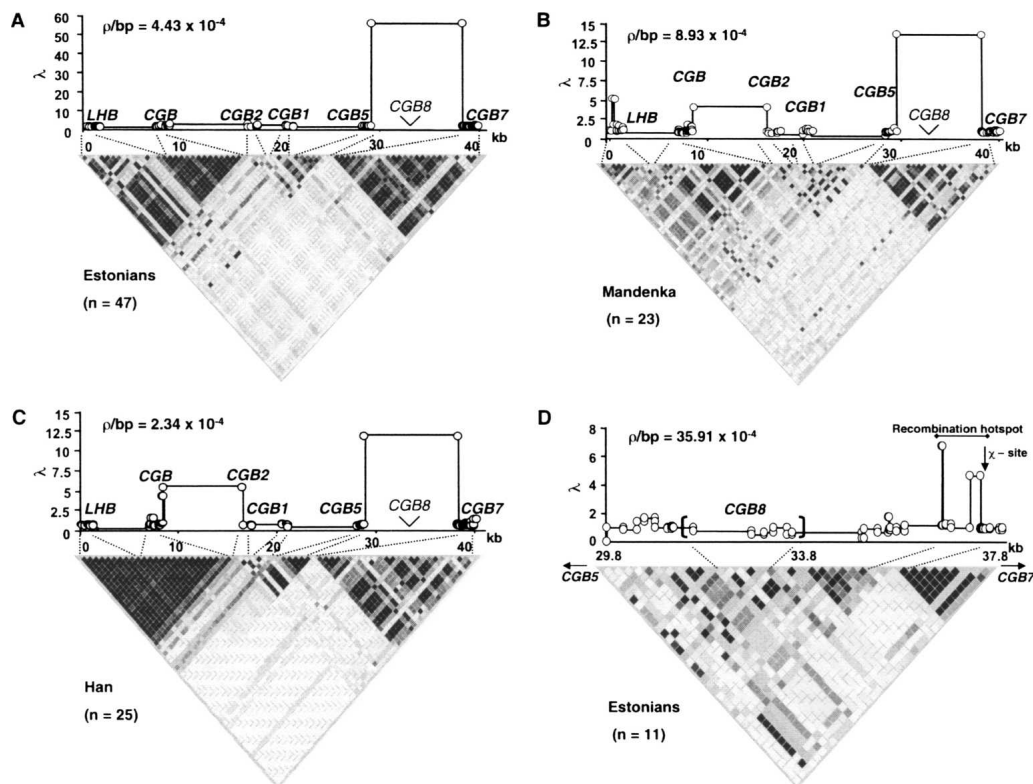 A
ρ/bp = 4.43 x 10⁻⁴
60
50
40
30
20
10
0
λ
LHB
CGB
CGB2
CGB1
CGB5
CGB8
CGB7
0
10
20
30
40
kb
Estonians
(n = 47)
B
ρ/bp = 8.93 x 10⁻⁴
15
12.5
10
7.5
5
2.5
0
λ
LHB
CGB
CGB2
CGB1
CGB5
CGB8
CGB7
0
10
20
30
40
kb
Mandenka
(n = 23)
C
ρ/bp = 2.34 x 10⁻⁴
15
12.5
10
7.5
5
2.5
0
λ
LHB
CGB
CGB2
CGB1
CGB5
CGB8
CGB7
0
10
20
30
40
kb
Han
(n = 25)
D
ρ/bp = 35.91 x 10⁻⁴
Recombination hotspot
χ – site
8
6
4
2
0
λ
CGB8
29.8
33.8
37.8
kb
CGB5
CGB7
Estonians
(n = 11)